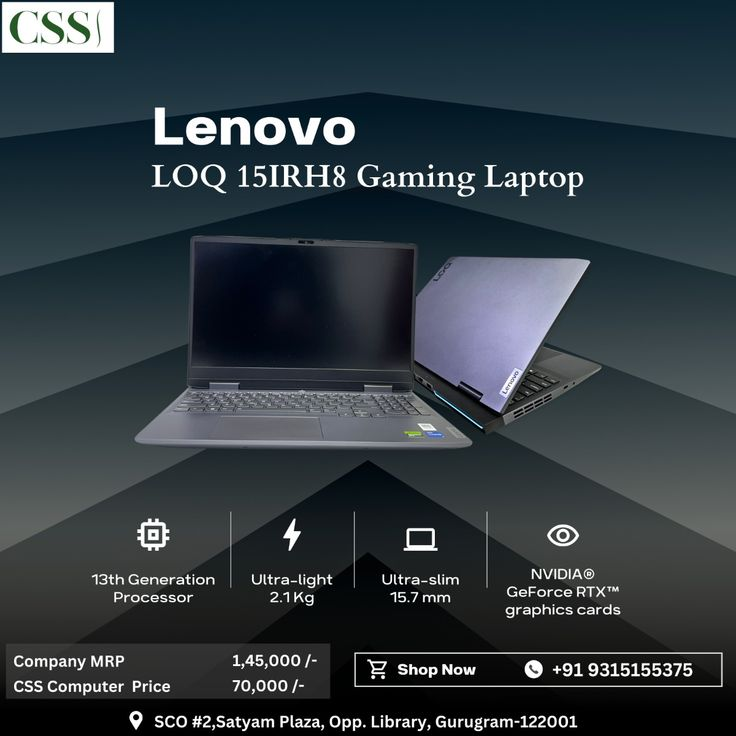 CSS
Lenovo
LOQ 15IRH8 Gaming Laptop
LOQ
Lenovo
13th Generation
Processor
Ultra-light
2.1 Kg
Ultra-slim
15.7 mm
NVIDIA®
GeForce RTX™
graphics cards
Company MRP 1,45,000 /-
CSS Computer Price 70,000 /-
Shop Now
+91 9315155375
SCO #2,Satyam Plaza, Opp. Library, Gurugram-122001